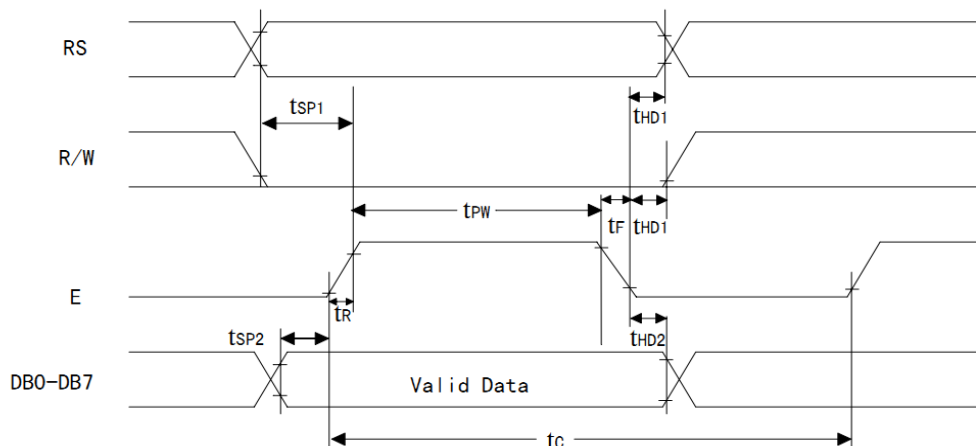 RS
tSP1
tHD1
R/W
tPW
tF
tHD1
E
tR
tSP2
tHD2
DB0-DB7
Valid Data
tC